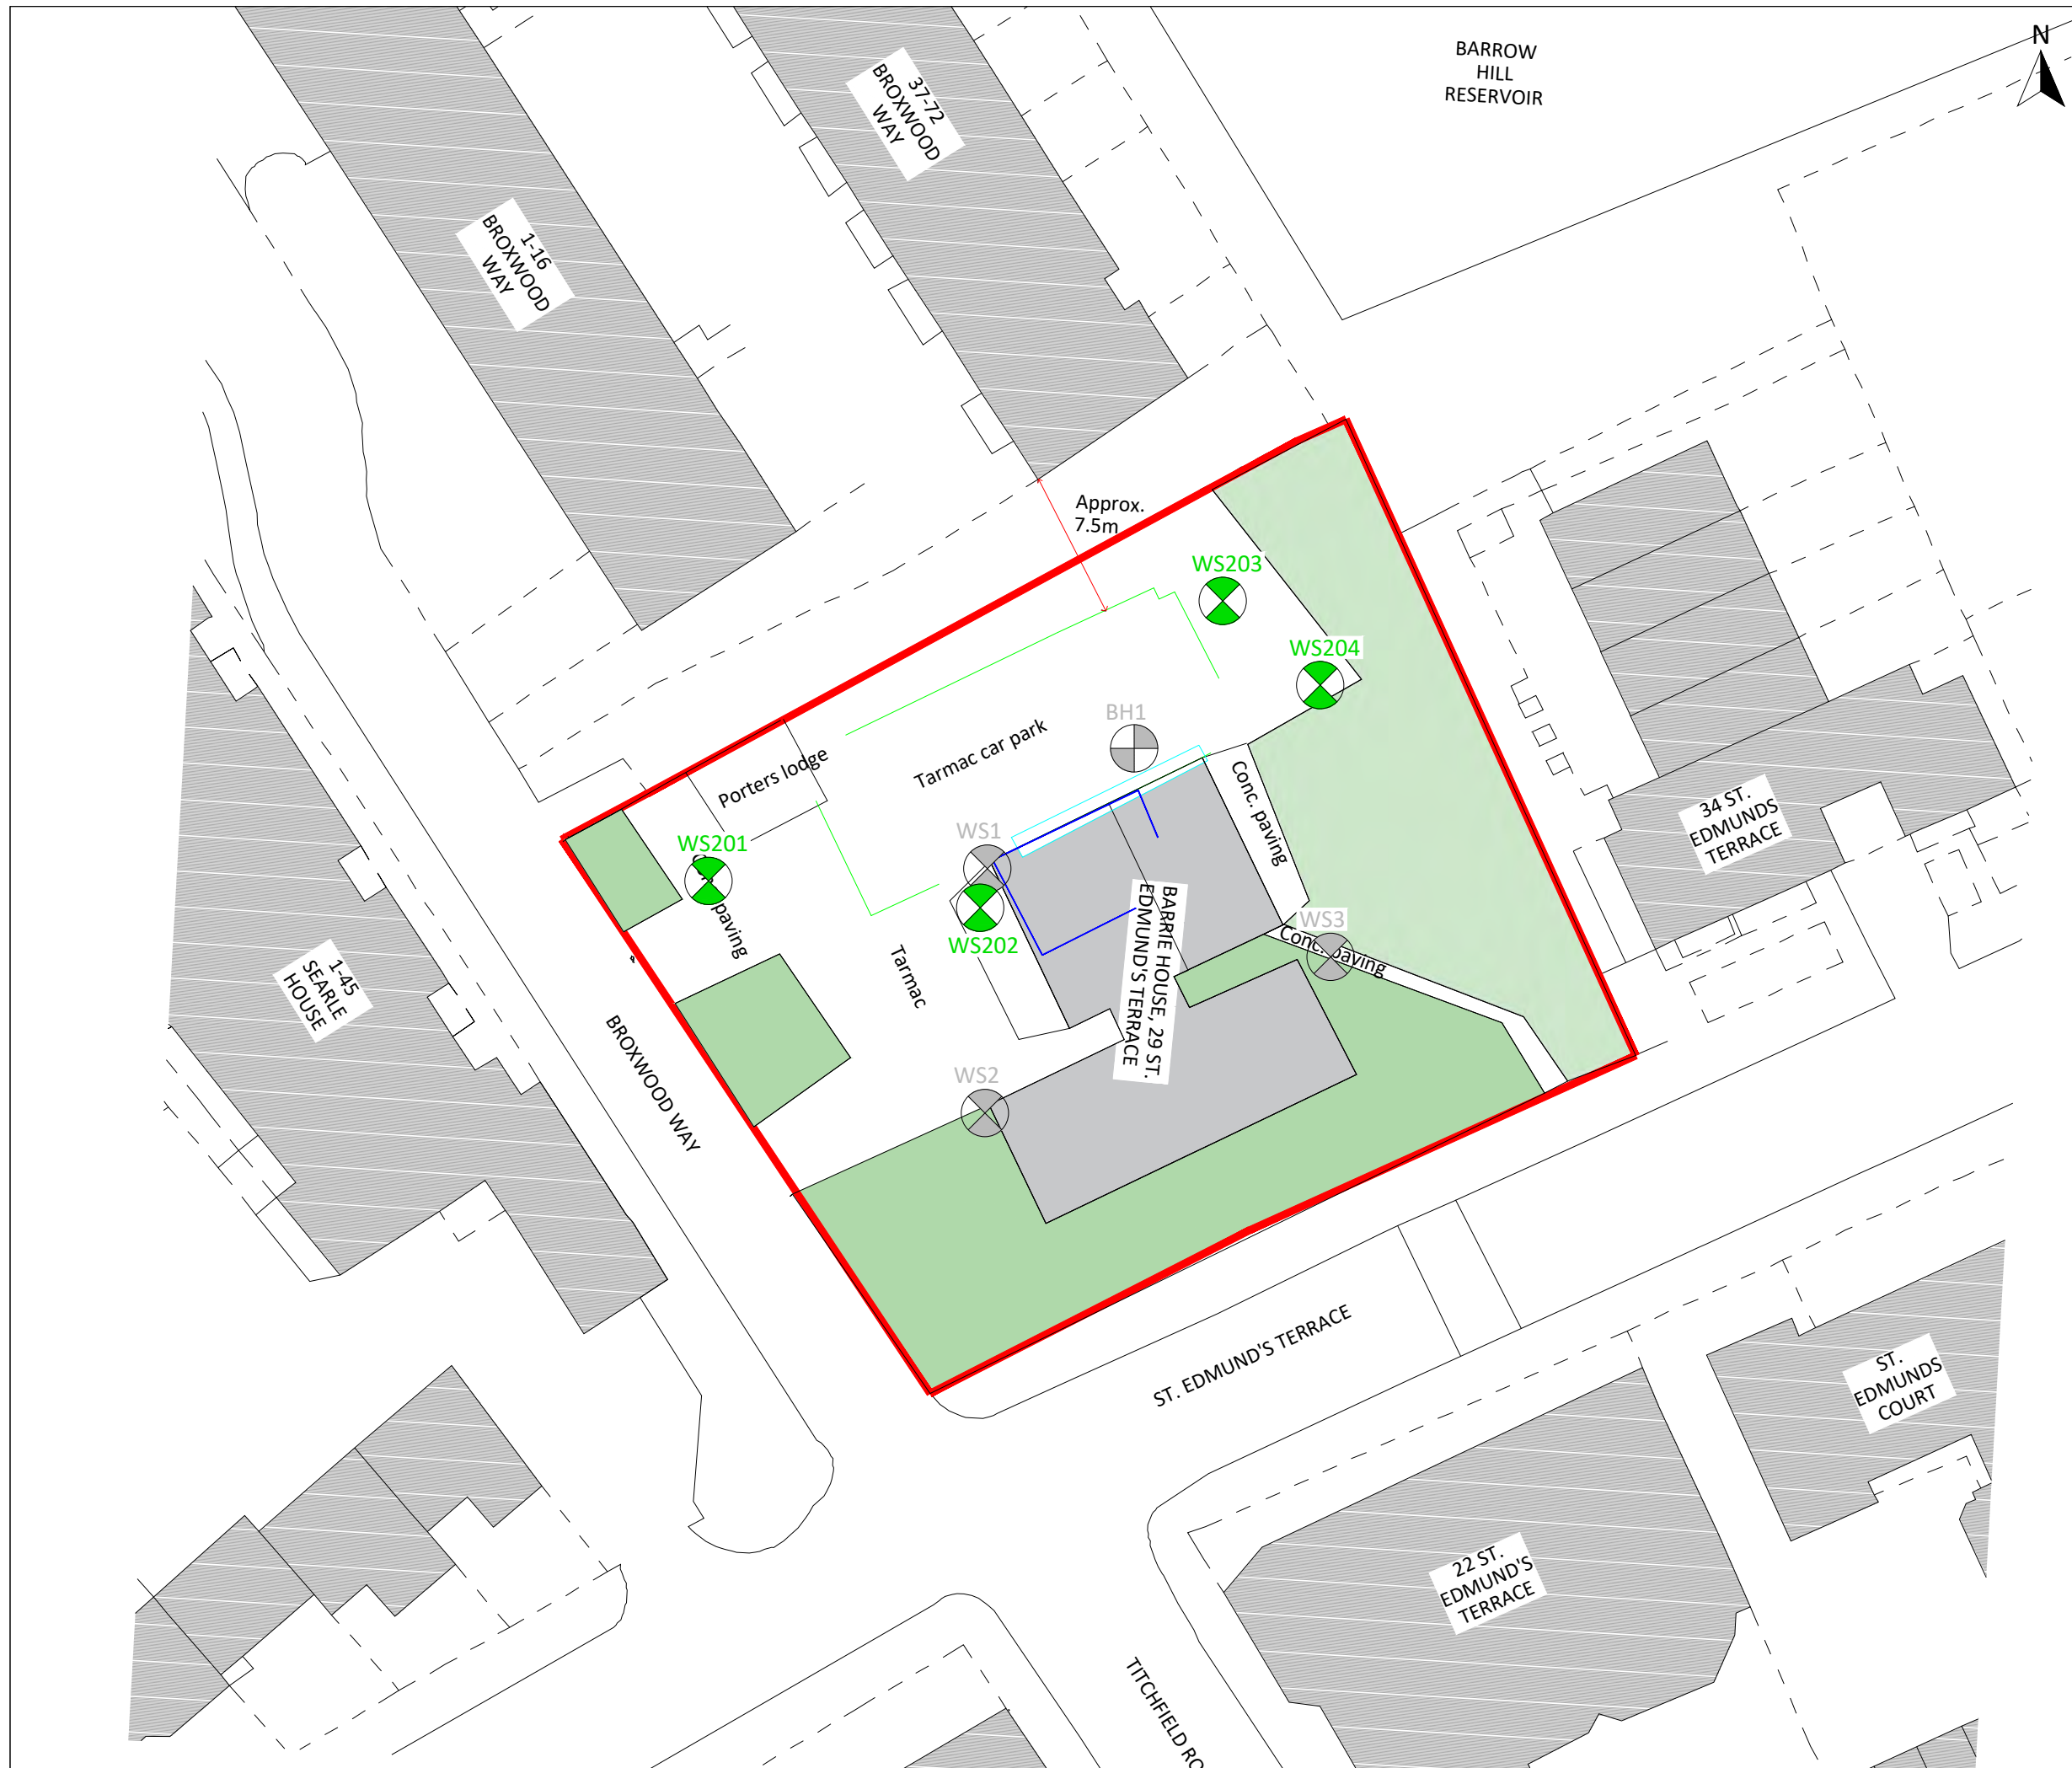 N
BARROW
HILL
RESERVOIR
37-72
BROXWOOD
WAY
1-16
BROXWOOD
WAY
Approx.
7.5m
WS203
WS204
BH1
Tarmac car park
Porters lodge
WS201
WS1
Conc. paving
34 ST.
EDMUNDS
TERRACE
paving
WS202
WS3
Conc. paving
BARRIE HOUSE, 29 ST.
EDMUND'S TERRACE
Tarmac
1-45
SEARLE
HOUSE
BROXWOOD WAY
WS2
ST. EDMUND'S TERRACE
ST.
EDMUNDS
COURT
22 ST.
EDMUND'S
TERRACE
TITCHFIELD